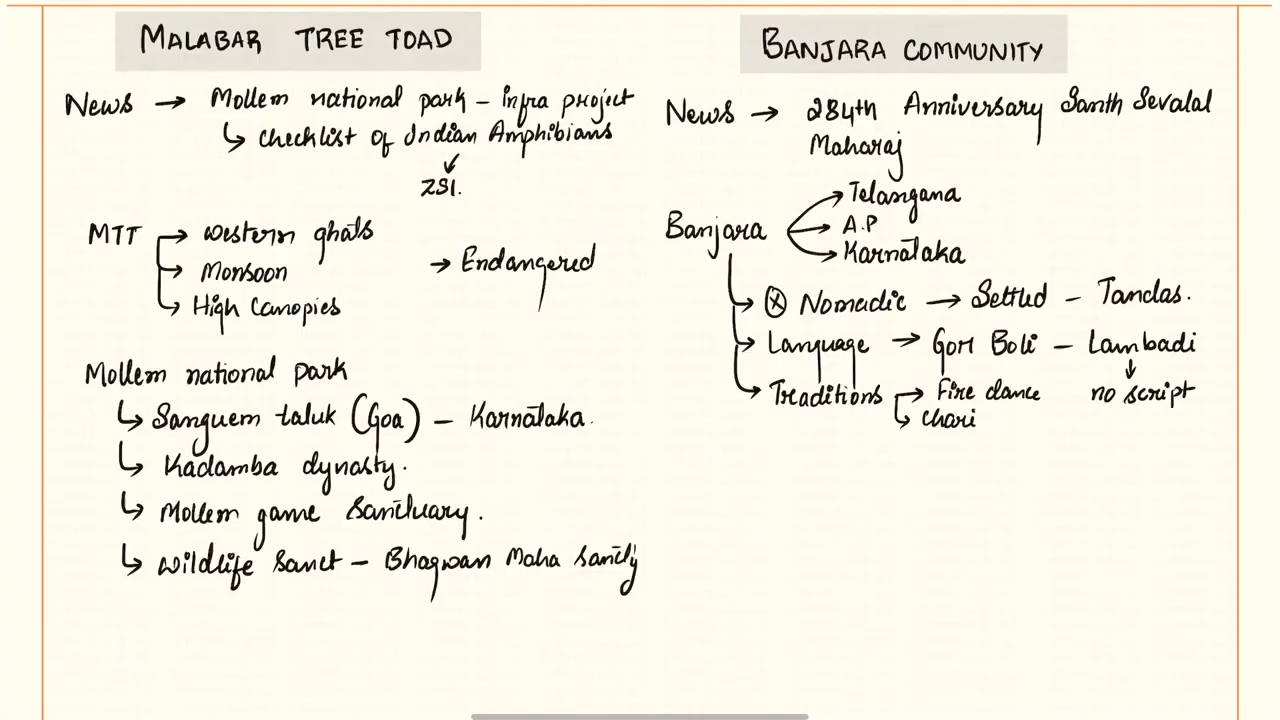 MALABAR TREE TOAD
News → Mollem national park – infra project
↳ checklist of Indian Amphibians
↓
ZSI.
MTT → western ghats
→ Monsoon
↳ High Canopies
→ Endangered
Mollem national park
↳ Sanguem taluk (Goa) – Karnataka.
↳ Kadamba dynasty.
↳ Mollem game Sanctuary.
↳ wildlife Sanct – Bhagwan Maha
BANJARA COMMUNITY
News → 284th Anniversary Santh Sevalal
Maharaj
Banjara → Telangana
→ A.P
→ Karnataka
↳ ⊗ Nomadic → Settled – Tandas.
→ Language → Gori Boli – Lambadi
↓
→ Traditions → Fire dance no script
↳ chari